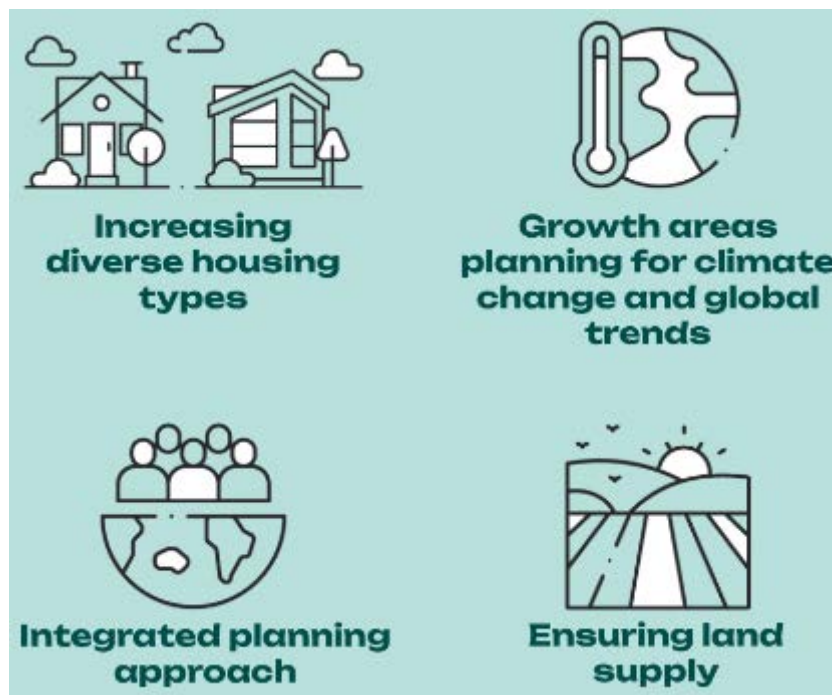 Increasing
diverse housing
types
Growth areas
planning for climate
change and global
trends
Integrated planning
approach
Ensuring land
supply